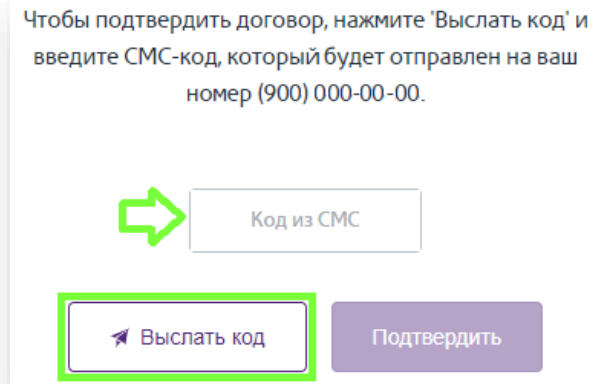 Чтобы подтвердить договор, нажмите 'Выслать код' и
введите СМС-код, который будет отправлен на ваш
номер (900) 000-00-00.
Код из СМС
Выслать код
Подтвердить